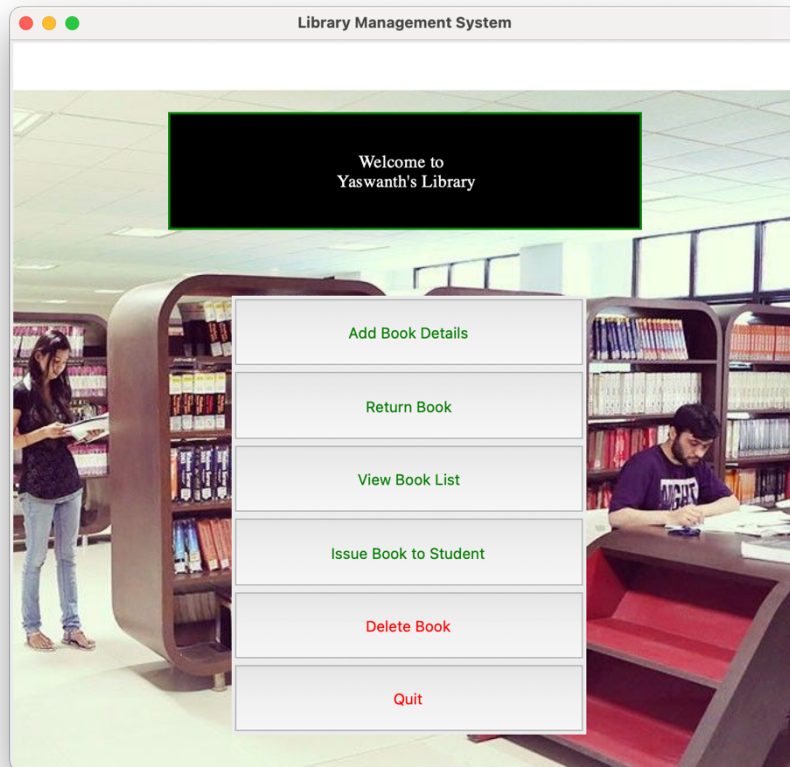 Library Management System
Welcome to
Yaswanth's Library
Add Book Details
Return Book
View Book List
Issue Book to Student
Delete Book
Quit